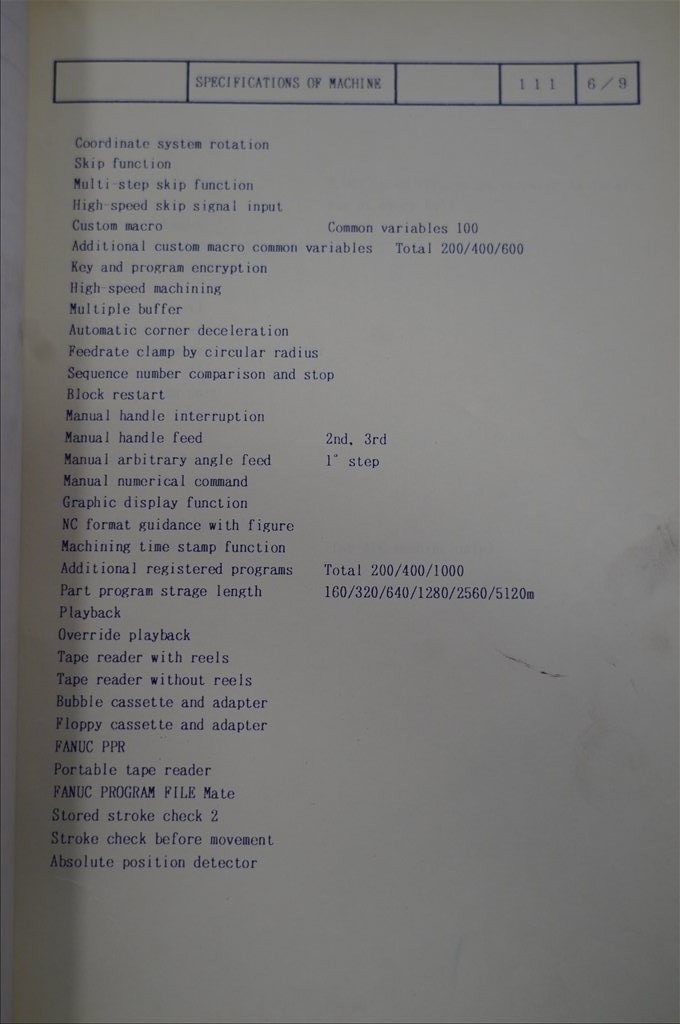 SPECIFICATIONS OF MACHINE 111 6/9
Coordinate system rotation
Skip function
Multi-step skip function
High-speed skip signal input
Custom macro Common variables 100
Additional custom macro common variables Total 200/400/600
Key and program encryption
High-speed machining
Multiple buffer
Automatic corner deceleration
Feedrate clamp by circular radius
Sequence number comparison and stop
Block restart
Manual handle interruption
Manual handle feed 2nd, 3rd
Manual arbitrary angle feed 1° step
Manual numerical command
Graphic display function
NC format guidance with figure
Machining time stamp function
Additional registered programs Total 200/400/1000
Part program strage length 160/320/640/1280/2560/5120m
Playback
Override playback
Tape reader with reels
Tape reader without reels
Bubble cassette and adapter
Floppy cassette and adapter
FANUC PPR
Portable tape reader
FANUC PROGRAM FILE Mate
Stored stroke check 2
Stroke check before movement
Absolute position detector